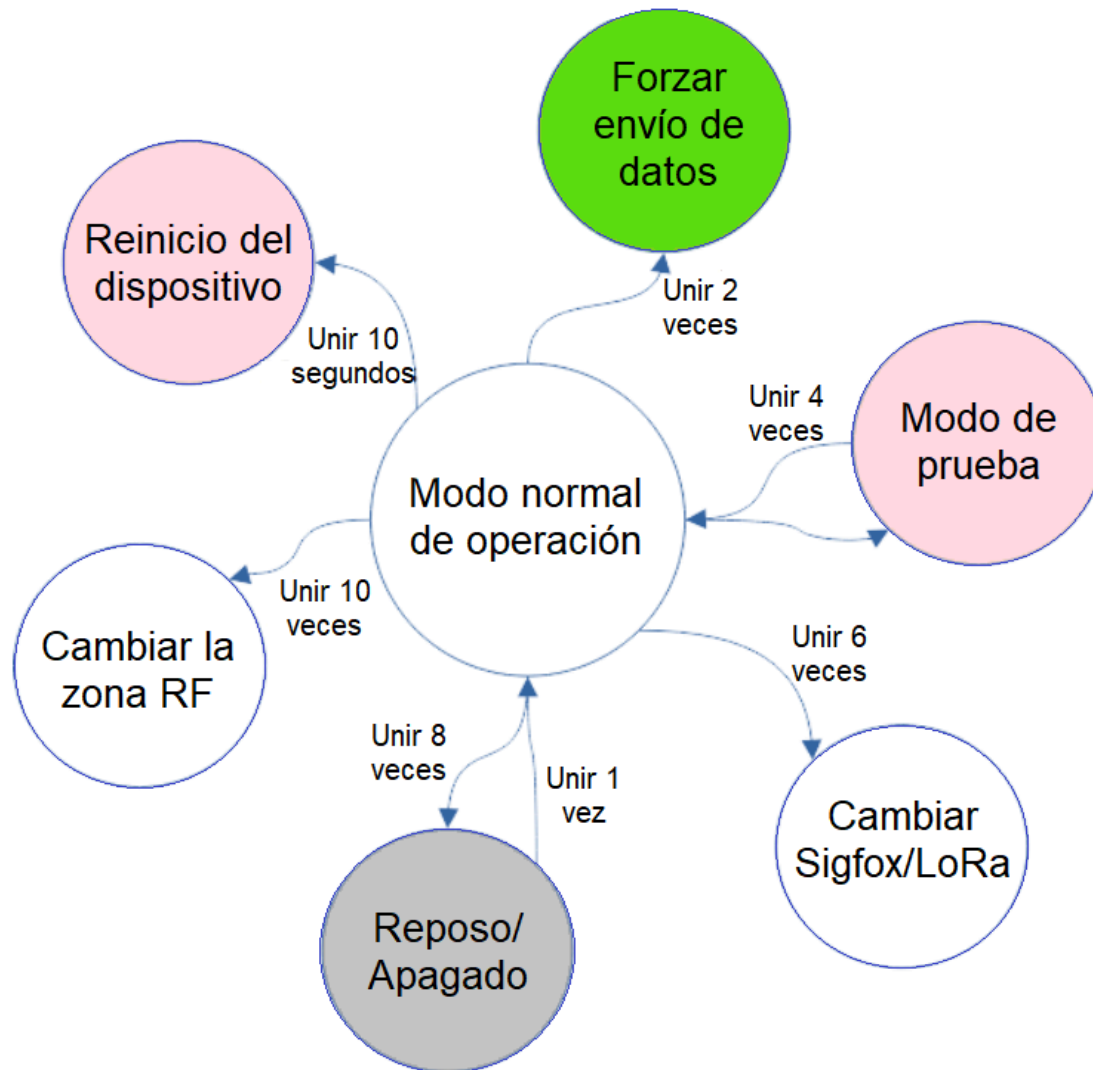 Forzar
envío de
datos
Reinicio del
dispositivo
Unir 2
veces
Unir 10
segundos
Unir 4
veces
Modo de
prueba
Modo normal
de operación
Unir 10
veces
Cambiar la
zona RF
Unir 6
veces
Unir 8
veces
Unir 1
vez
Cambiar
Sigfox/LoRa
Reposo/
Apagado